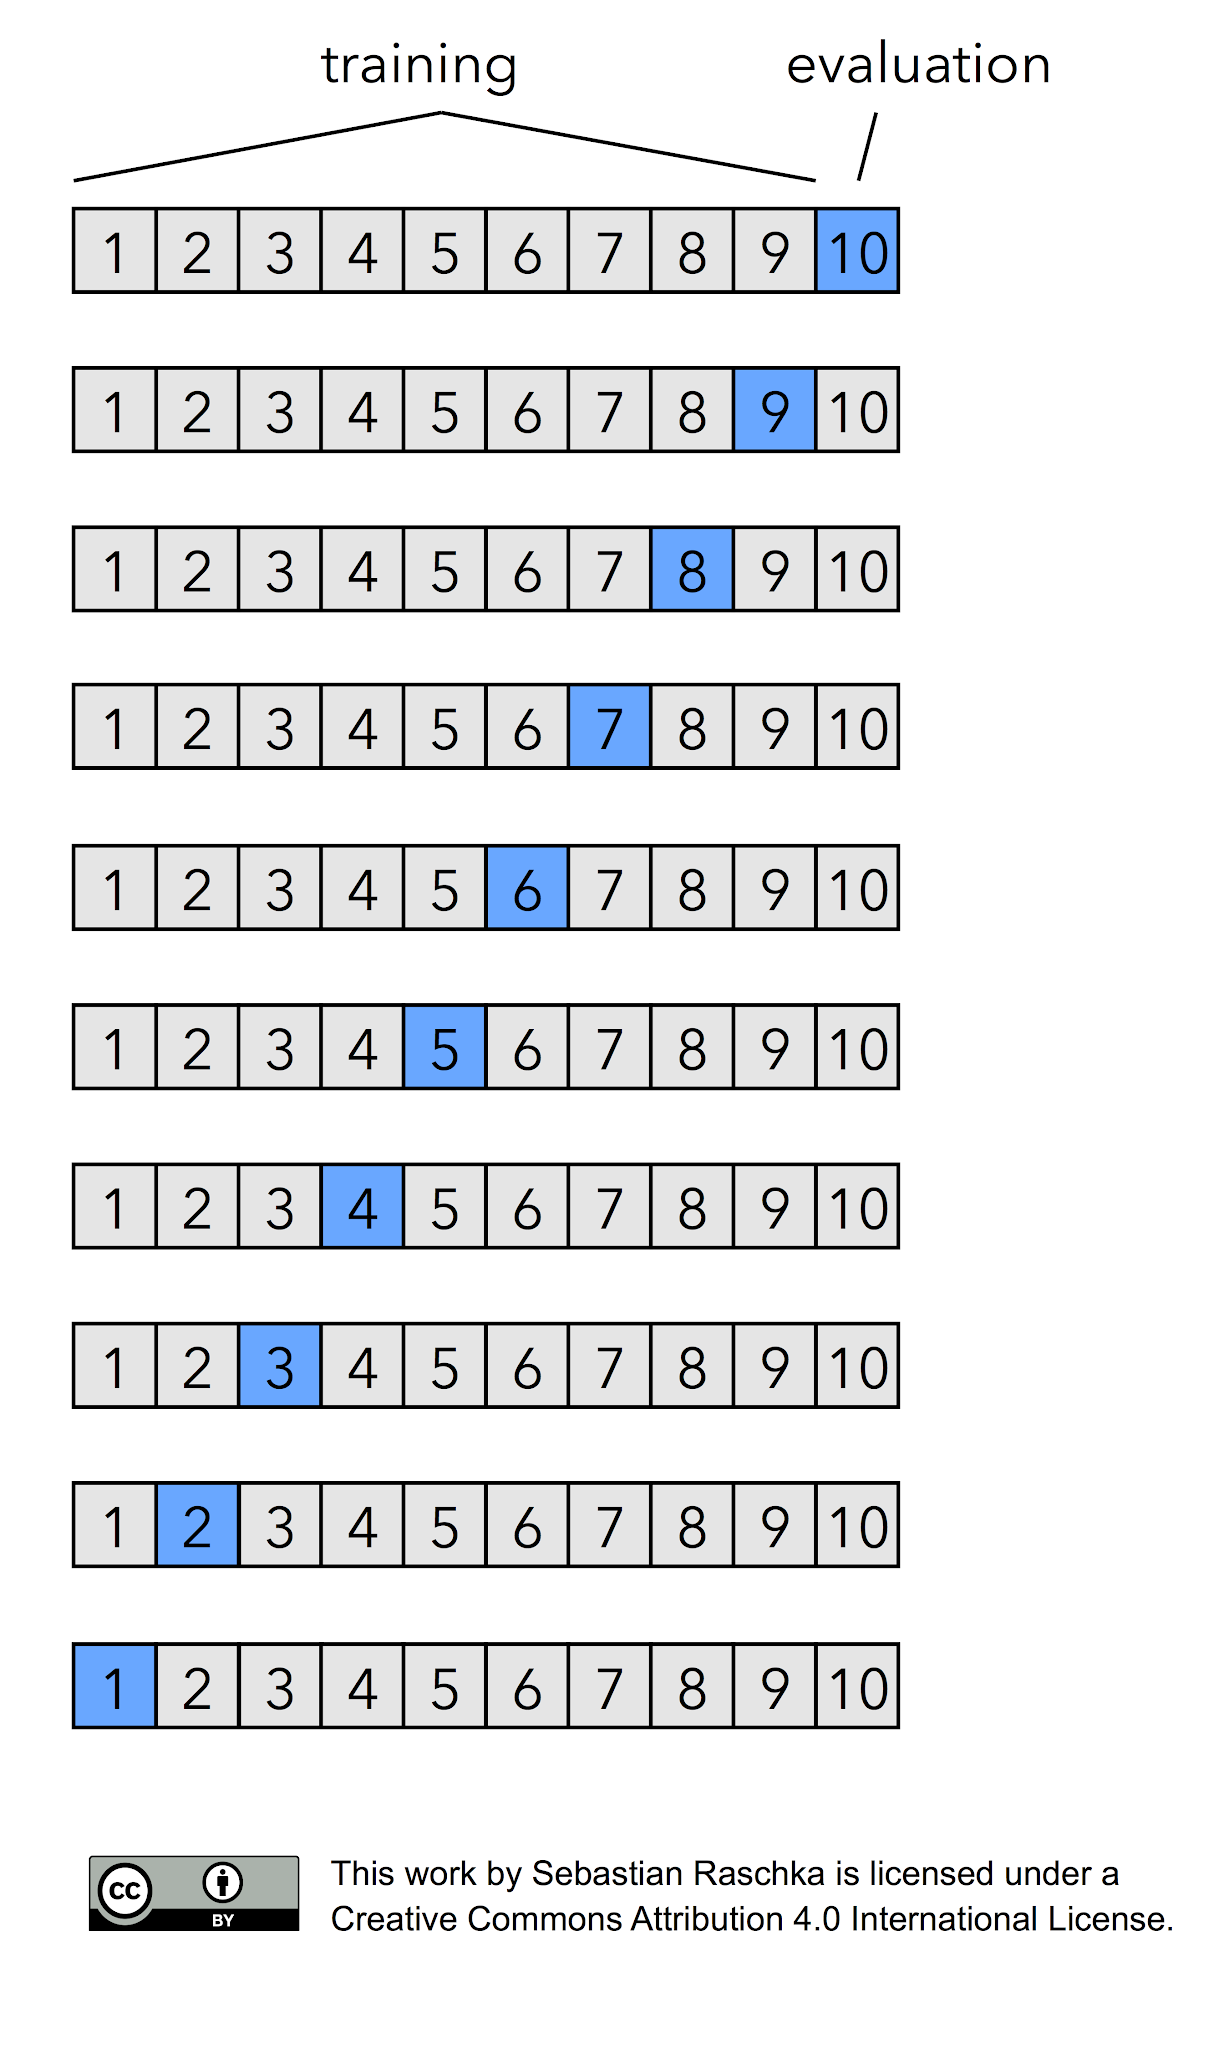 training evaluation
1 2 3 4 5 6 7 8 9 10
1 2 3 4 5 6 7 8 9 10
1 2 3 4 5 6 7 8 9 10
1 2 3 4 5 6 7 8 9 10
1 2 3 4 5 6 7 8 9 10
1 2 3 4 5 6 7 8 9 10
1 2 3 4 5 6 7 8 9 10
1 2 3 4 5 6 7 8 9 10
1 2 3 4 5 6 7 8 9 10
1 2 3 4 5 6 7 8 9 10
cc
BY
This work by Sebastian Raschka is licensed under a
Creative Commons Attribution 4.0 International License.